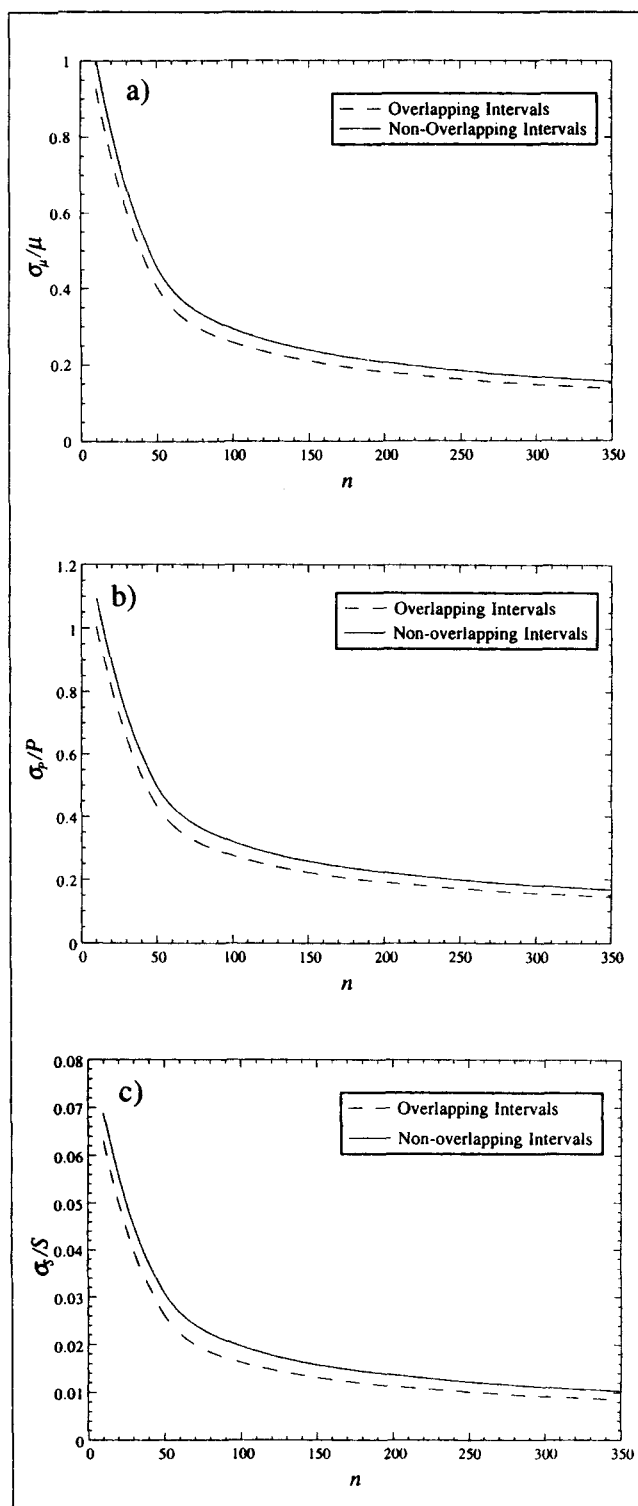 a)
Overlapping Intervals
Non-Overlapping Intervals
1
0.8
0.6
0.4
0.2
0
σμ/μ
0 50 100 150 200 250 300 350
n
b)
Overlapping Intervals
Non-overlapping Intervals
1.2
1
0.8
0.6
0.4
0.2
0
σP/P
0 50 100 150 200 250 300 350
n
c)
Overlapping Intervals
Non-overlapping Intervals
0.08
0.07
0.06
0.05
0.04
0.03
0.02
0.01
0
σS/S
0 50 100 150 200 250 300 350
n